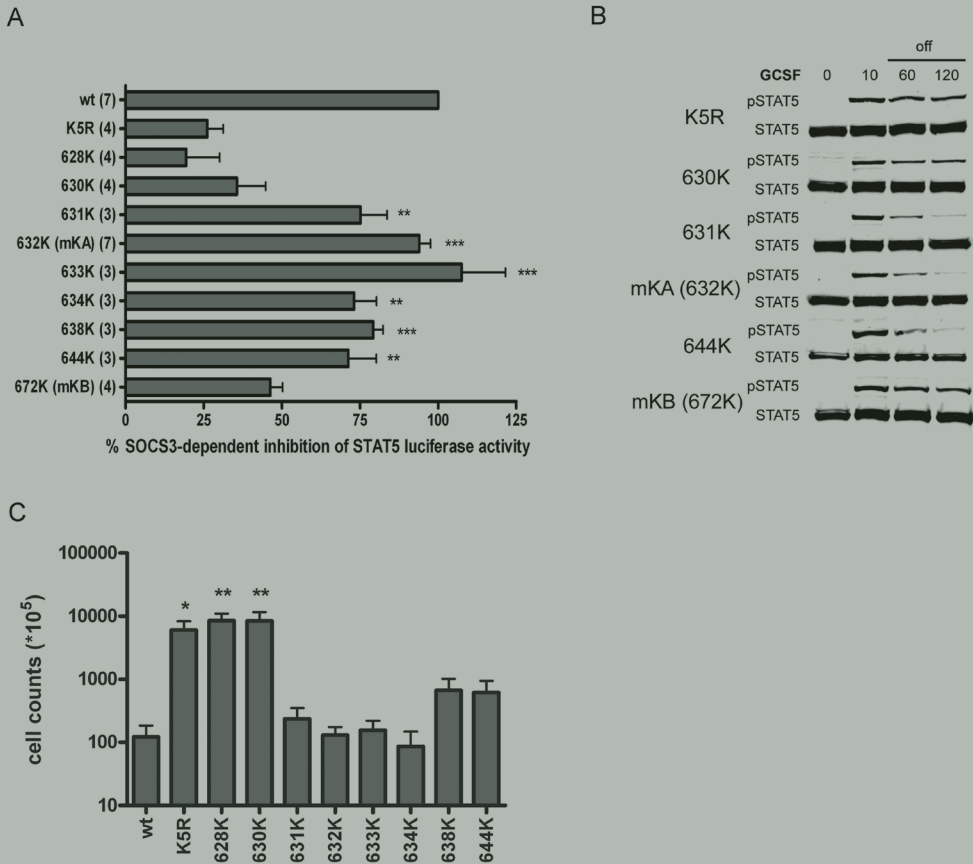 A
wt (7)
K5R (4)
628K (4)
630K (4)
631K (3) **
632K (mKA) (7) ***
633K (3) ***
634K (3) **
638K (3) ***
644K (3) **
672K (mKB) (4)
0 25 50 75 100 125
% SOCS3-dependent inhibition of STAT5 luciferase activity
B
off
GCSF 0 10 60 120
K5R
pSTAT5
STAT5
630K
pSTAT5
STAT5
631K
pSTAT5
STAT5
mKA (632K)
pSTAT5
STAT5
644K
pSTAT5
STAT5
mKB (672K)
pSTAT5
STAT5
C
cell counts (*10⁵)
100000
10000
1000
100
10
* ** **
wt K5R 628K 630K 631K 632K 633K 634K 638K 644K